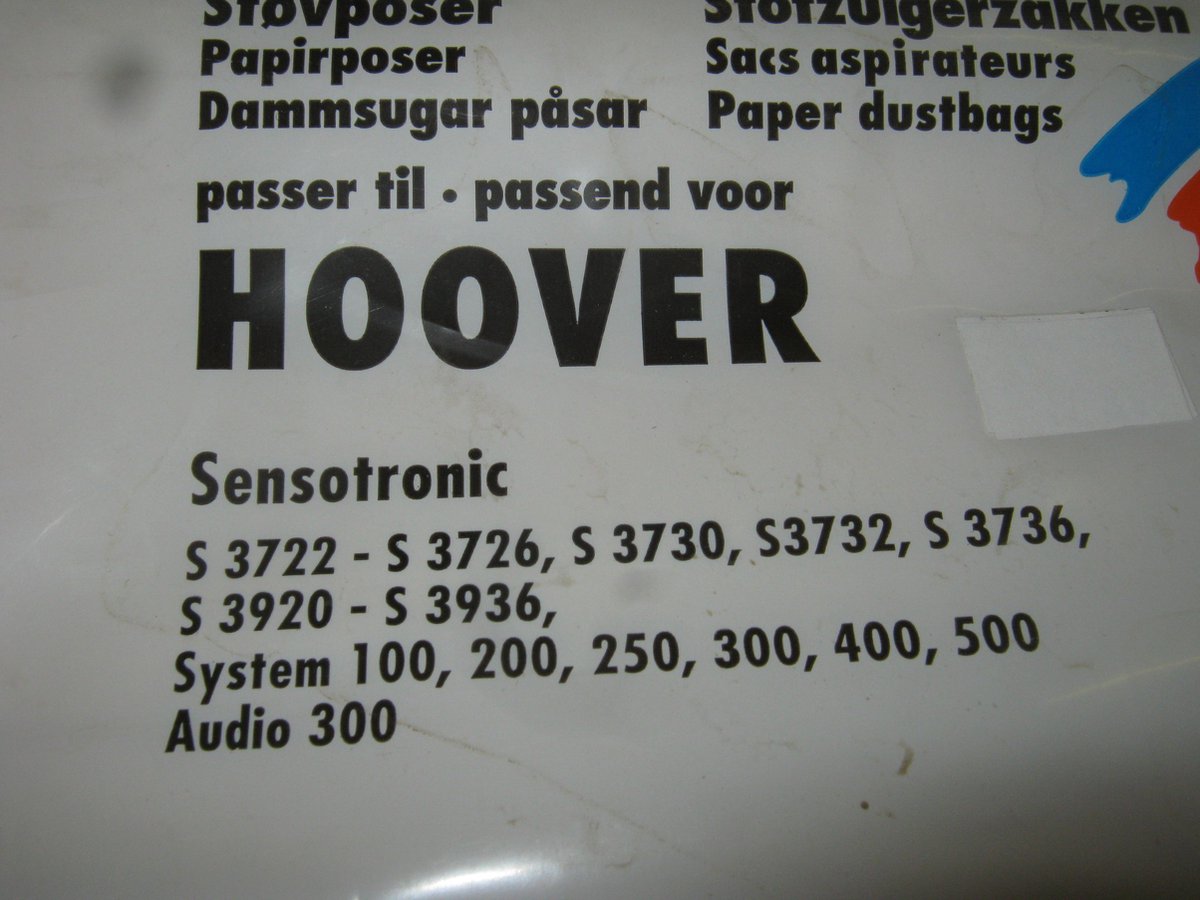 Støvposer
Stofzuigerzakken
Papirposer
Sacs aspirateurs
Dammsugar påsar
Paper dustbags
passer til • passend voor
HOOVER
Sensotronic
S 3722 - S 3726, S 3730, S3732, S 3736,
S 3920 - S 3936,
System 100, 200, 250, 300, 400, 500
Audio 300